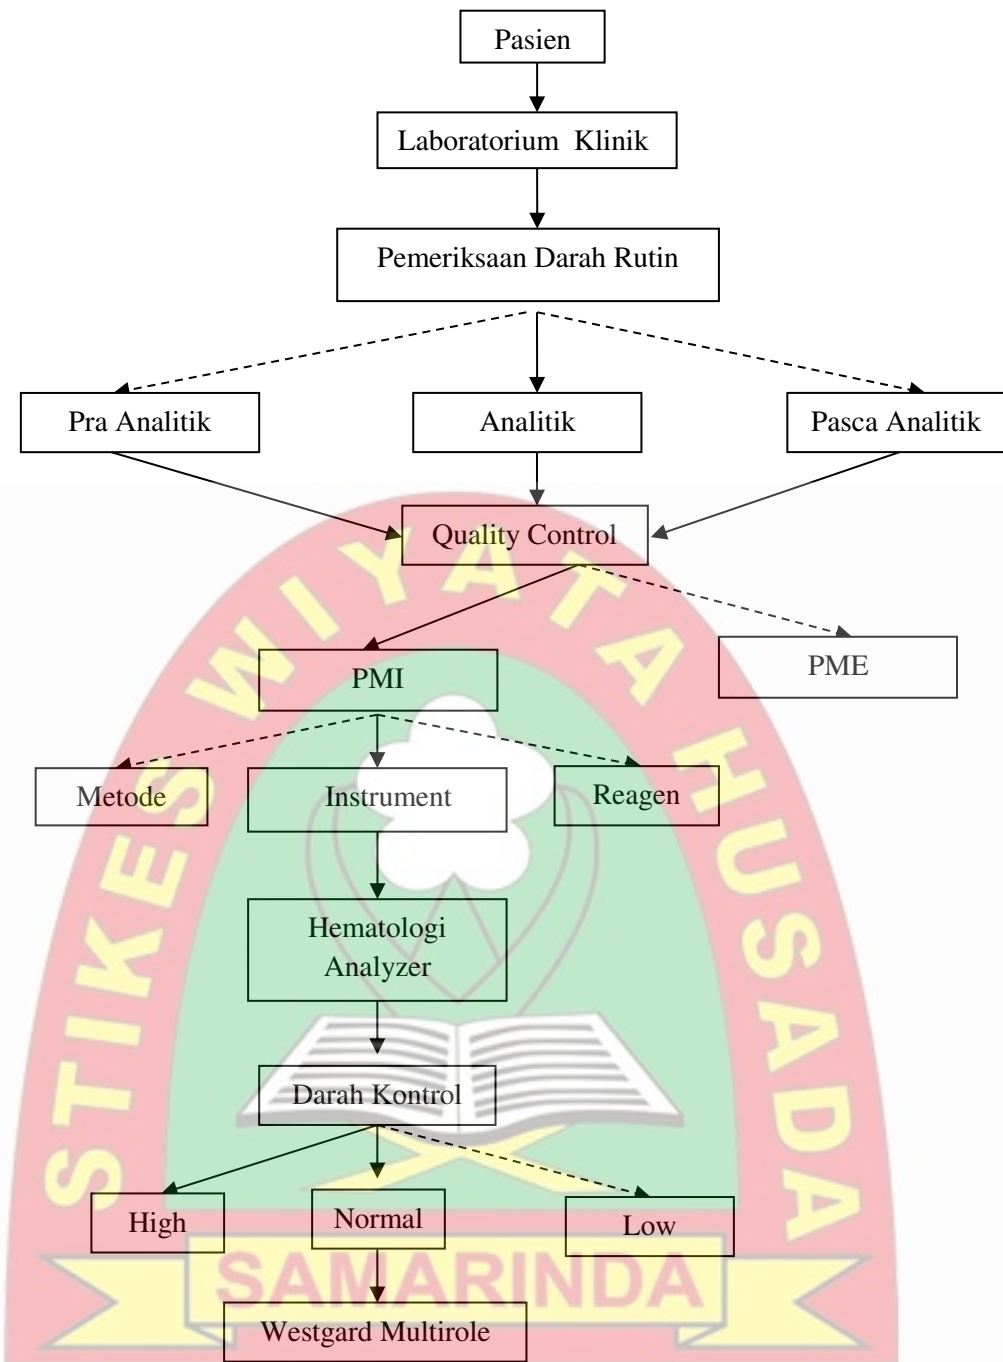 Pasien
Laboratorium Klinik
Pemeriksaan Darah Rutin
Pra Analitik
Analitik
Pasca Analitik
Quality Control
PMI
PME
Metode
Instrument
Reagen
Hematologi
Analyzer
Darah Kontrol
High
Normal
Low
Westgard Multirole
STIKES WIYATA HUSADA
SAMARINDA